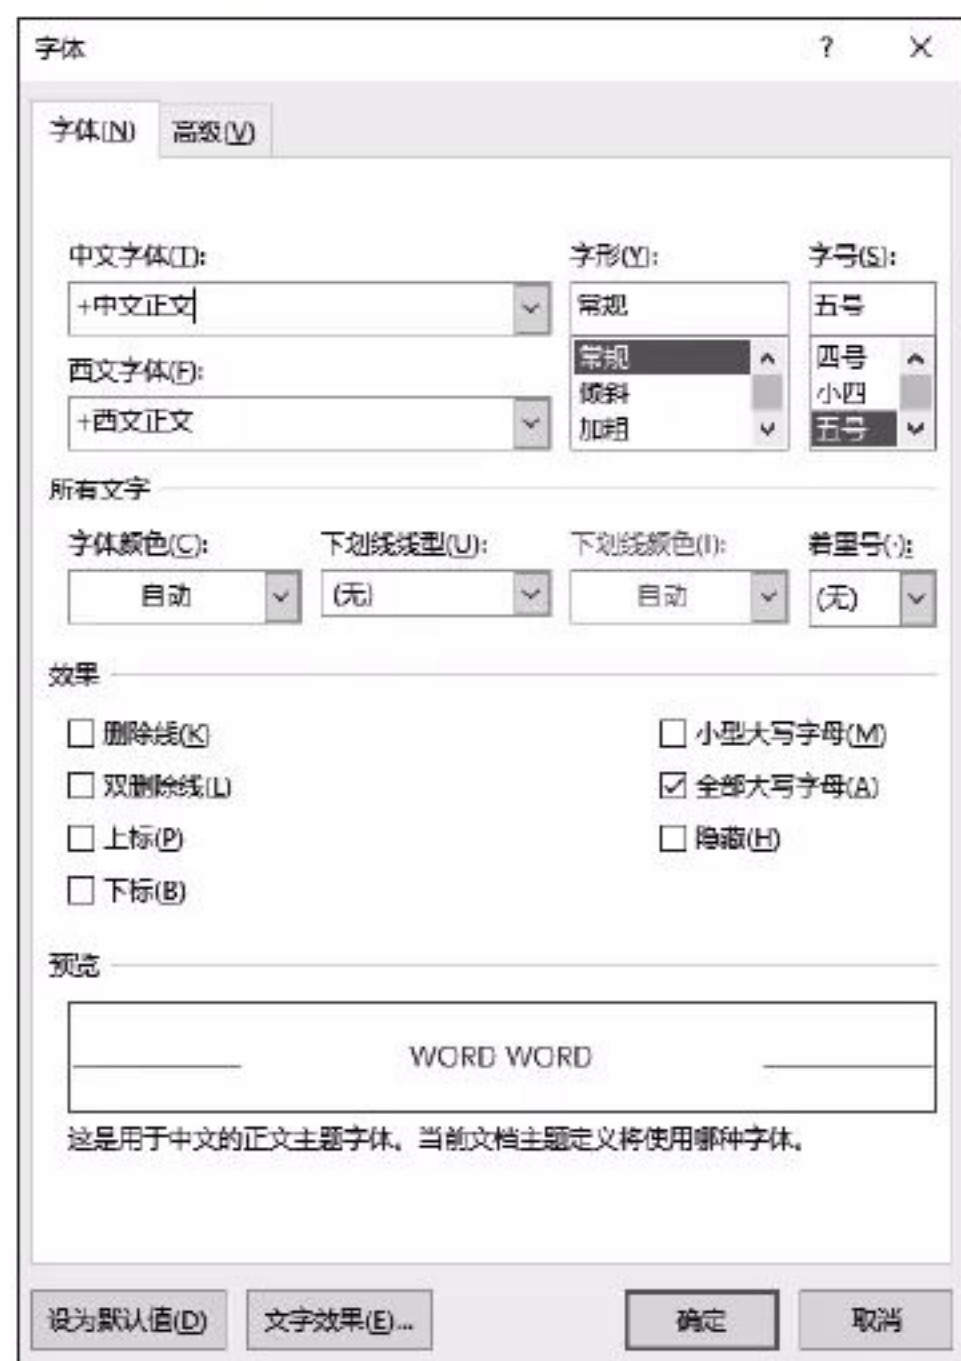 字体 ? ×
字体(N) 高级(V)
中文字体(T): 字形(Y): 字号(S):
+中文正文 常规 五号
常规 四号
西文字体(F): 倾斜 小四
+西文正文 加粗 五号
所有文字
字体颜色(C): 下划线线型(U): 下划线颜色(I): 着重号(·):
自动 (无) 自动 (无)
效果
删除线(K) 小型大写字母(M)
双删除线(L) 全部大写字母(A)
上标(P) 隐藏(H)
下标(B)
预览
WORD WORD
这是用于中文的正文主题字体。当前文档主题定义将使用哪种字体。
设为默认值(D) 文字效果(E)... 确定 取消